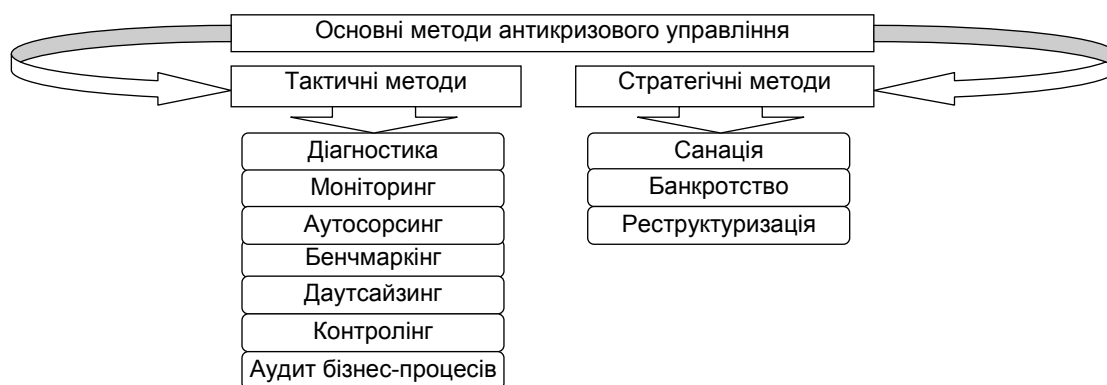 Основні методи антикризового управління
Тактичні методи
Стратегічні методи
Діагностика
Моніторинг
Аутосорсинг
Бенчмаркінг
Даутсайзинг
Контролінг
Аудит бізнес-процесів
Санація
Банкротство
Реструктуризація